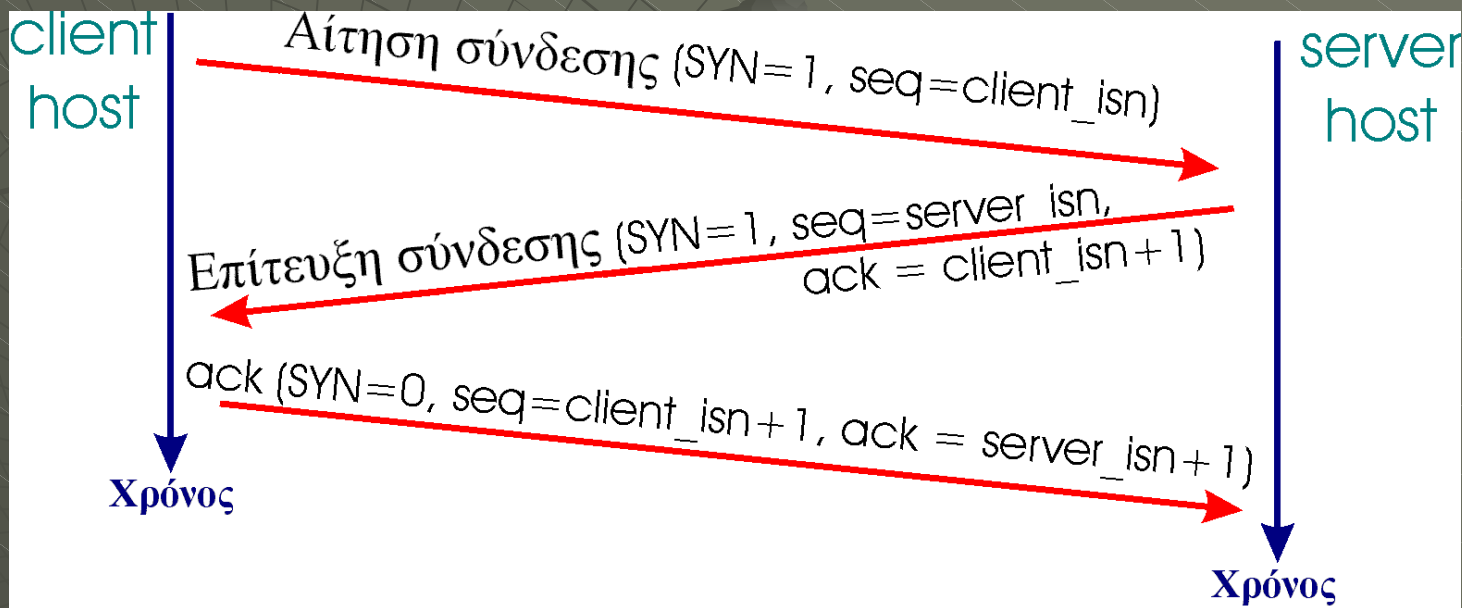 client
host
server
host
Αίτηση σύνδεσης (SYN=1, seq=client_isn)
Επίτευξη σύνδεσης (SYN=1, seq=server_isn,
ack = client_isn+1)
ack (SYN=0, seq=client_isn+1, ack = server_isn+1)
Χρόνος
Χρόνος